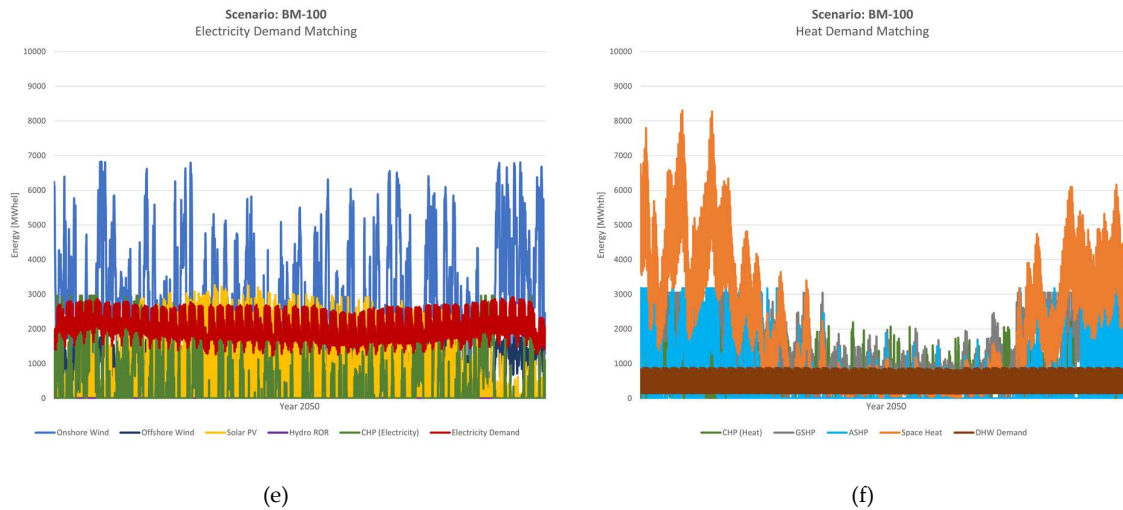 Scenario: BM-100
Electricity Demand Matching
10000
9000
8000
7000
6000
5000
4000
3000
2000
1000
0
Energy [MWhel]
Year 2050
Onshore Wind
Offshore Wind
Solar PV
Hydro ROR
CHP (Electricity)
Electricity Demand
(e)
Scenario: BM-100
Heat Demand Matching
10000
9000
8000
7000
6000
5000
4000
3000
2000
1000
0
Energy [MWhth]
Year 2050
CHP (Heat)
GSHP
ASHP
Space Heat
DHW Demand
(f)